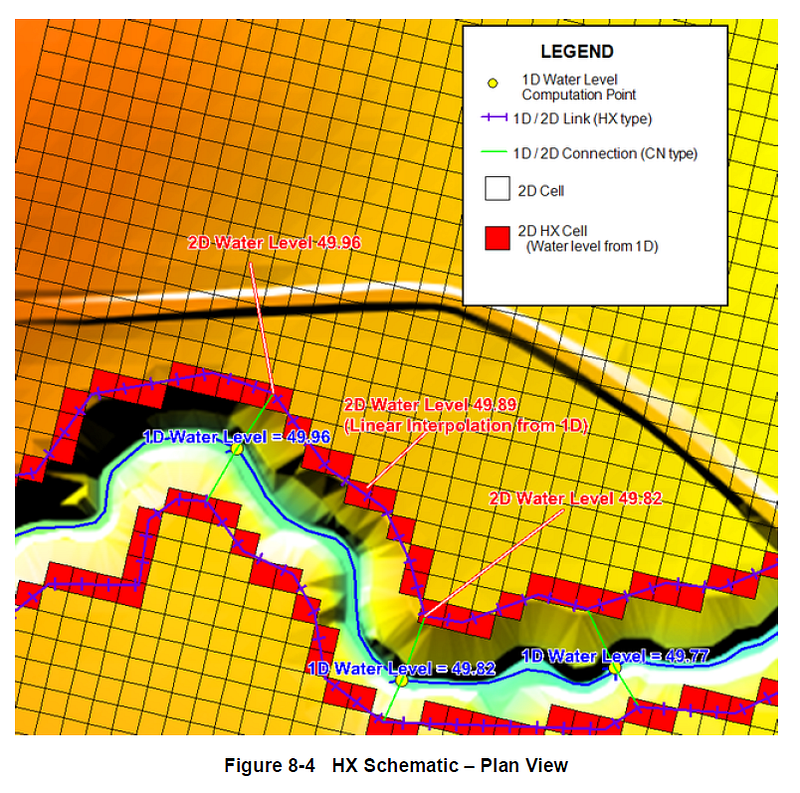 LEGEND
1D Water Level
Computation Point
1D / 2D Link (HX type)
1D / 2D Connection (CN type)
2D Cell
2D HX Cell
(Water level from 1D)
2D Water Level 49.96
2D Water Level 49.89
(Linear Interpolation from 1D)
1D Water Level = 49.96
2D Water Level 49.82
1D Water Level = 49.82
1D Water Level = 49.77
Figure 8-4 HX Schematic – Plan View